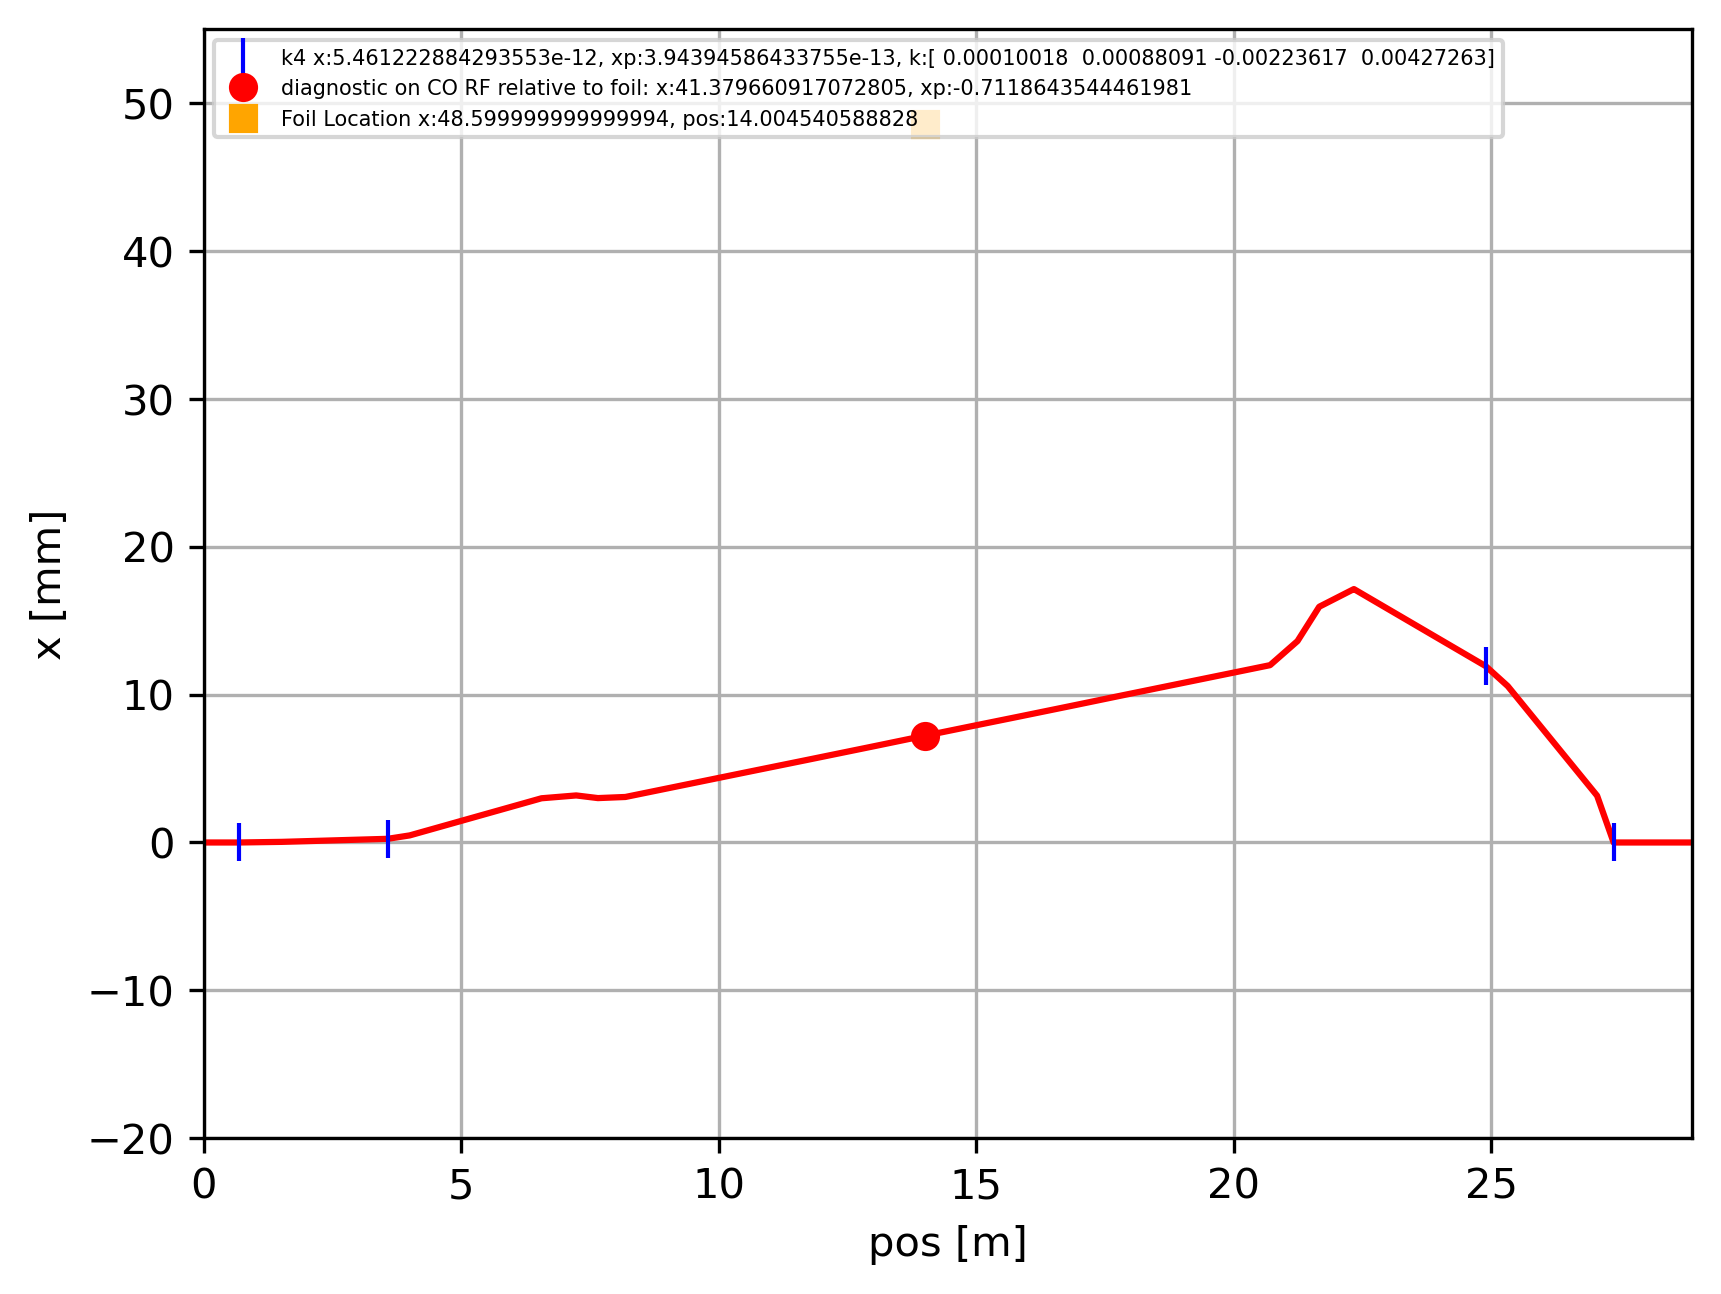 k4 x:5.461222884293553e-12, xp:3.94394586433755e-13, k:[ 0.00010018  0.00088091 -0.00223617  0.00427263]
diagnostic on CO RF relative to foil: x:41.379660917072805, xp:-0.7118643544461981
Foil Location x:48.599999999999994, pos:14.004540588828
50
40
30
20
10
0
−10
−20
x [mm]
0 5 10 15 20 25
pos [m]